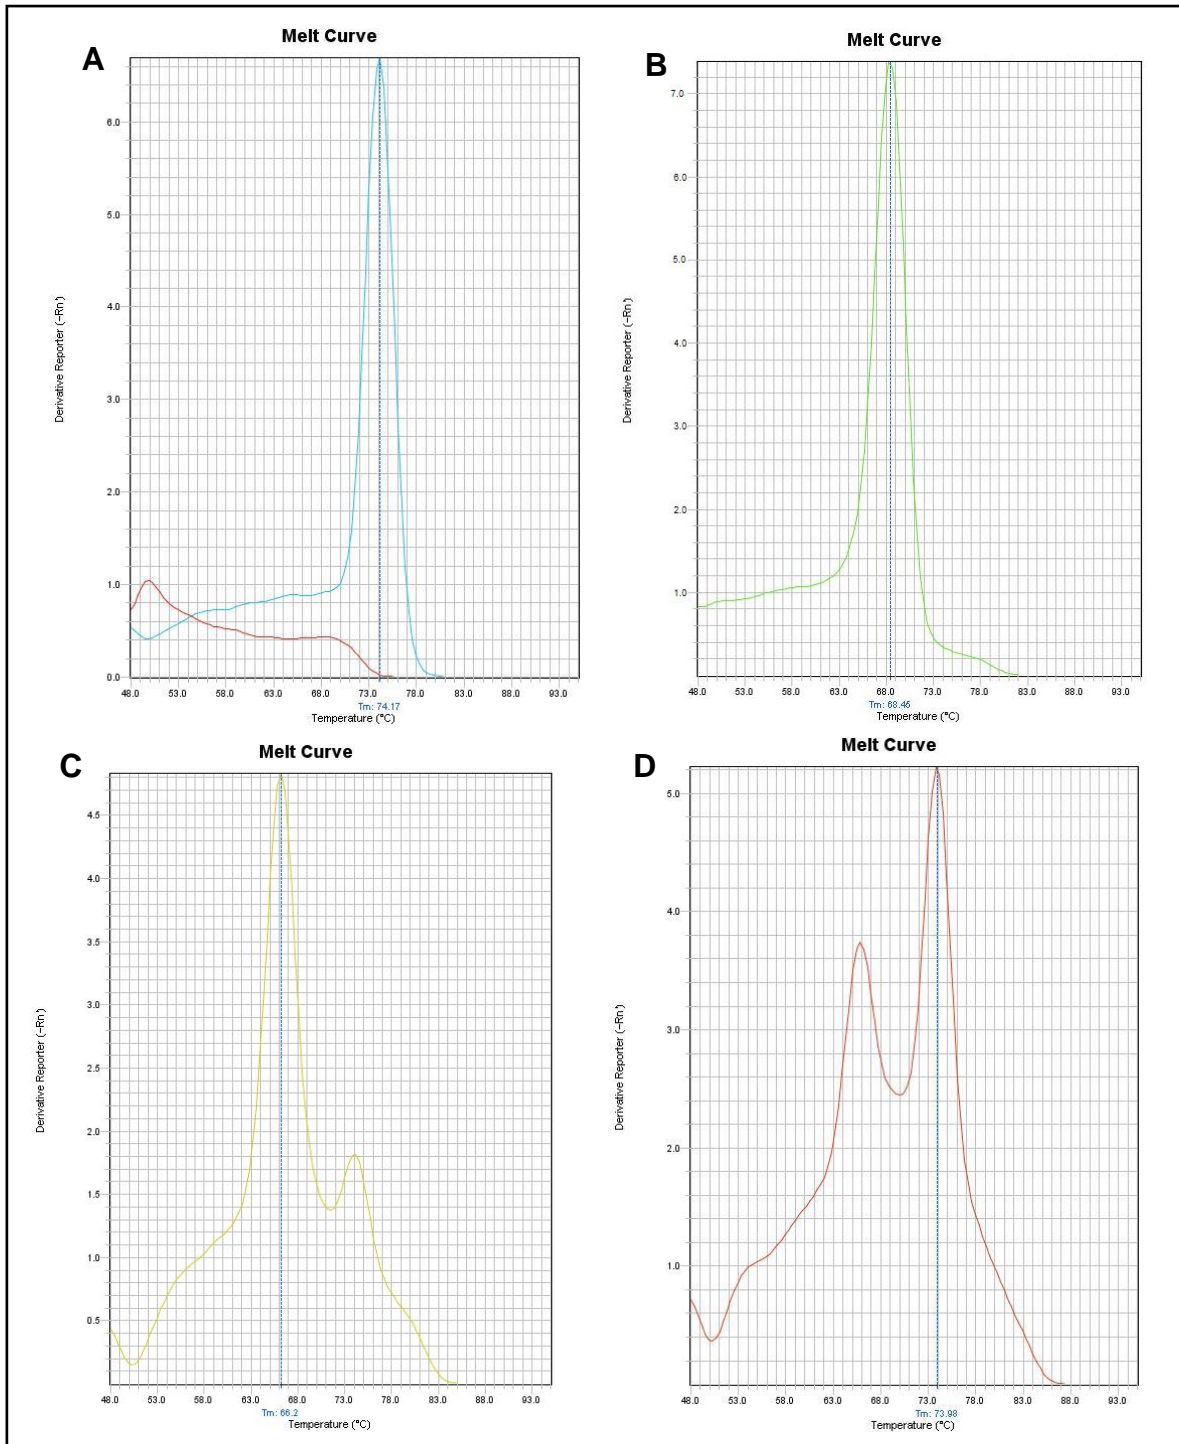 A
Melt Curve
Derivative Reporter (-Rn')
6.0
5.0
4.0
3.0
2.0
1.0
0.0
48.0 53.0 58.0 63.0 68.0 73.0 78.0 83.0 88.0 93.0
Tm: 74.17
Temperature (°C)
B
Melt Curve
Derivative Reporter (-Rn')
7.0
6.0
5.0
4.0
3.0
2.0
1.0
48.0 53.0 58.0 63.0 68.0 73.0 78.0 83.0 88.0 93.0
Tm: 68.45
Temperature (°C)
C
Melt Curve
Derivative Reporter (-Rn')
4.5
4.0
3.5
3.0
2.5
2.0
1.5
1.0
0.5
48.0 53.0 58.0 63.0 68.0 73.0 78.0 83.0 88.0 93.0
Tm: 66.2
Temperature (°C)
D
Melt Curve
Derivative Reporter (-Rn')
5.0
4.0
3.0
2.0
1.0
48.0 53.0 58.0 63.0 68.0 73.0 78.0 83.0 88.0 93.0
Tm: 73.98
Temperature (°C)